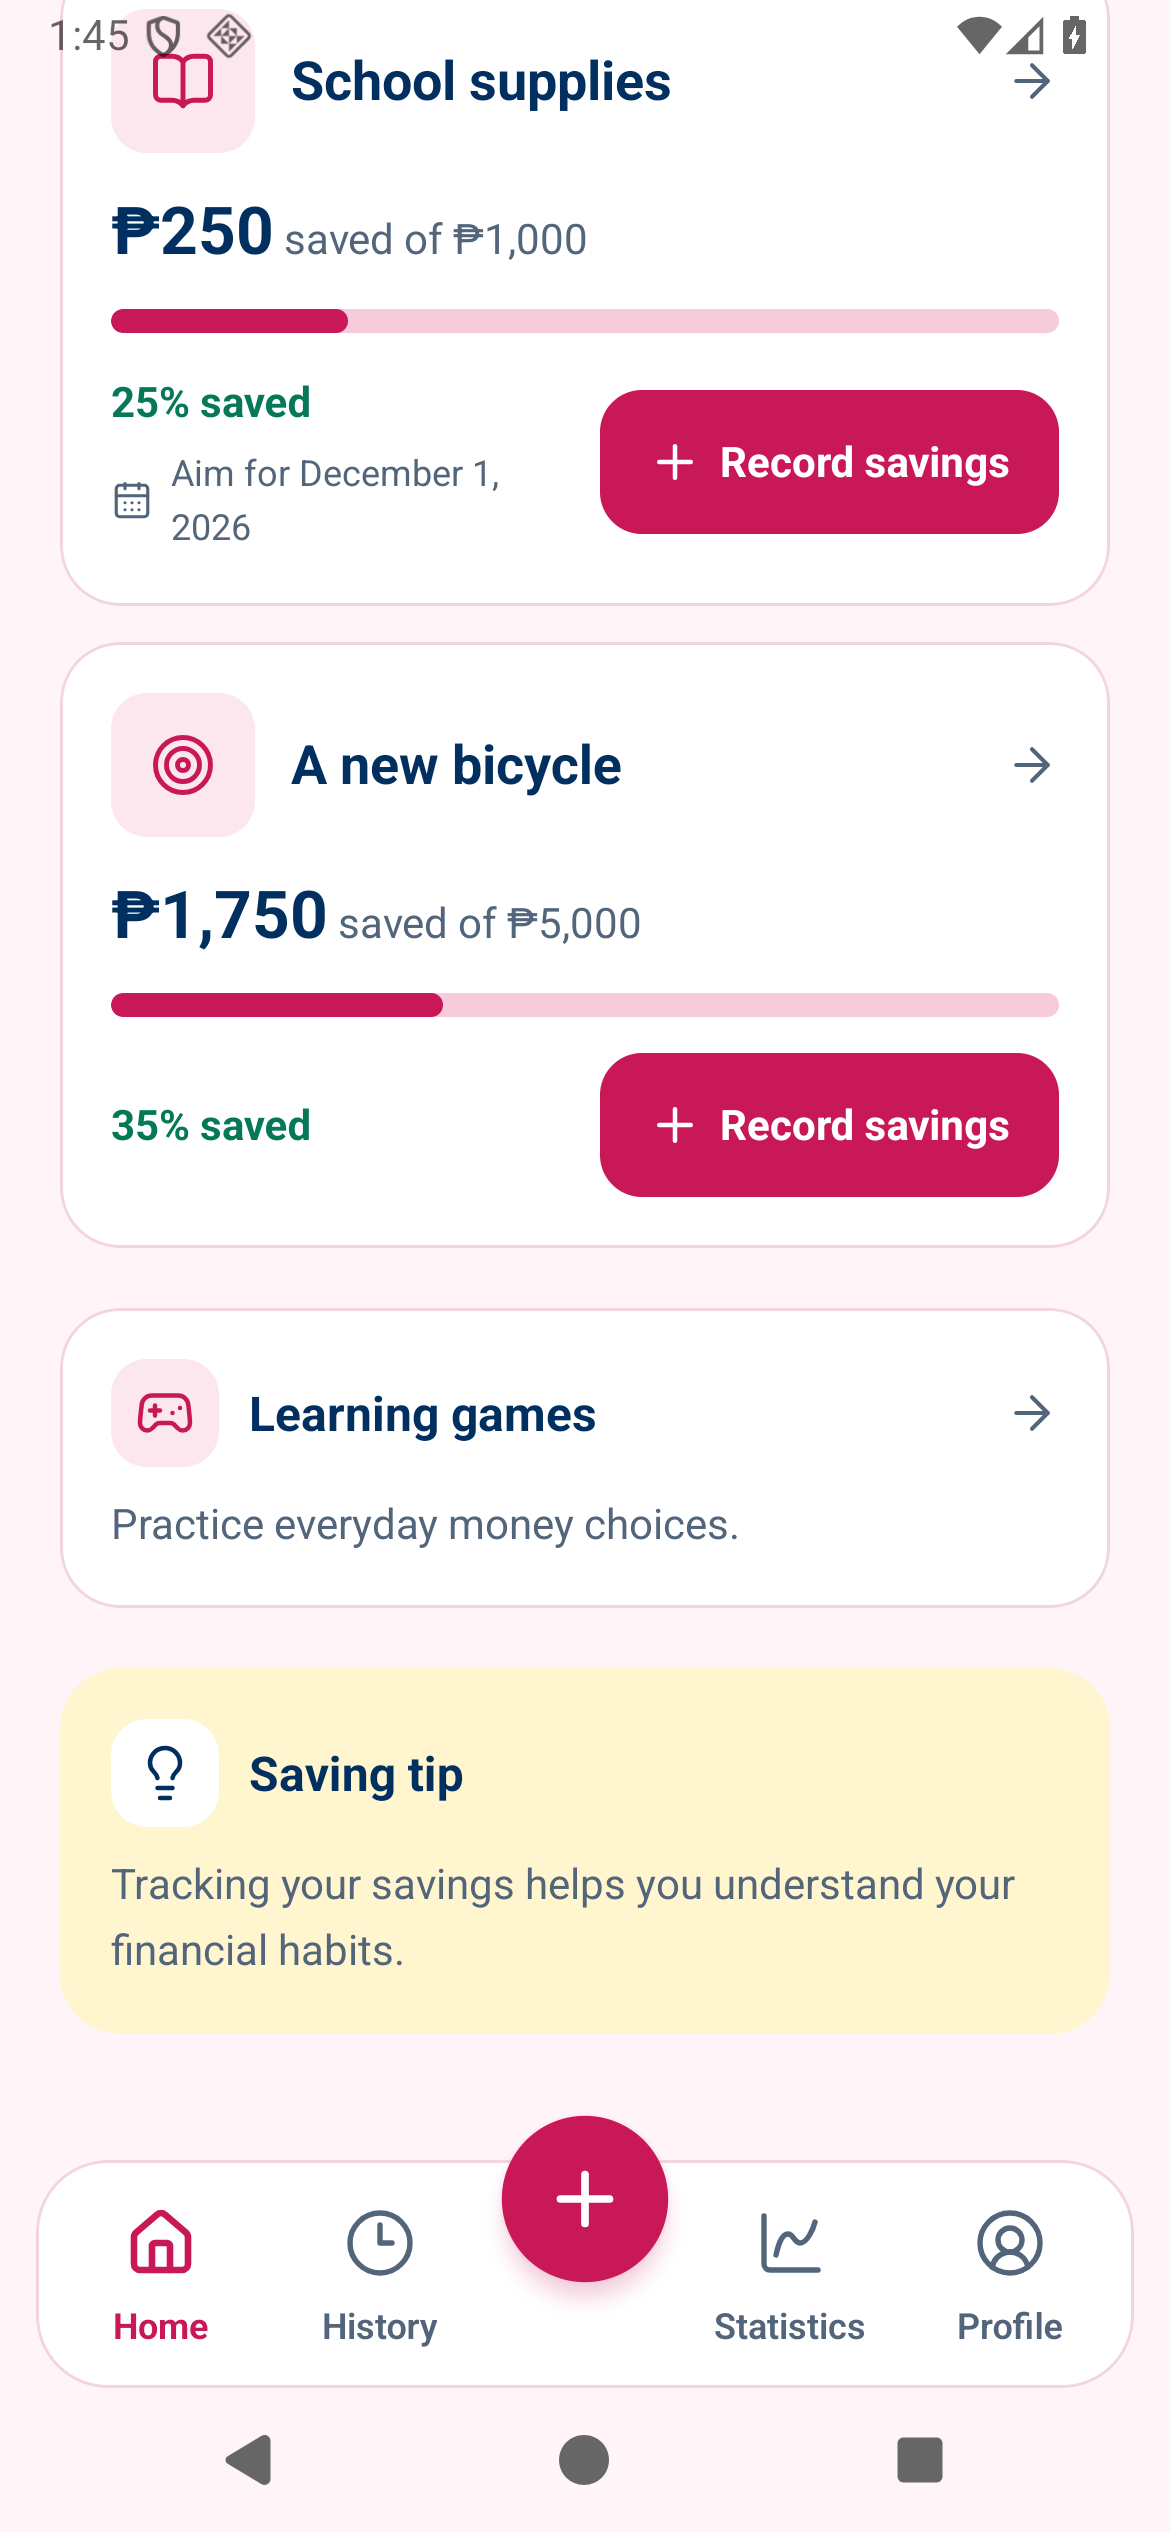 1:45
School supplies
₱250 saved of ₱1,000
25% saved
Aim for December 1,
2026
Record savings
A new bicycle
₱1,750 saved of ₱5,000
35% saved
Record savings
Learning games
Practice everyday money choices.
Saving tip
Tracking your savings helps you understand your
financial habits.
Home
History
Statistics
Profile